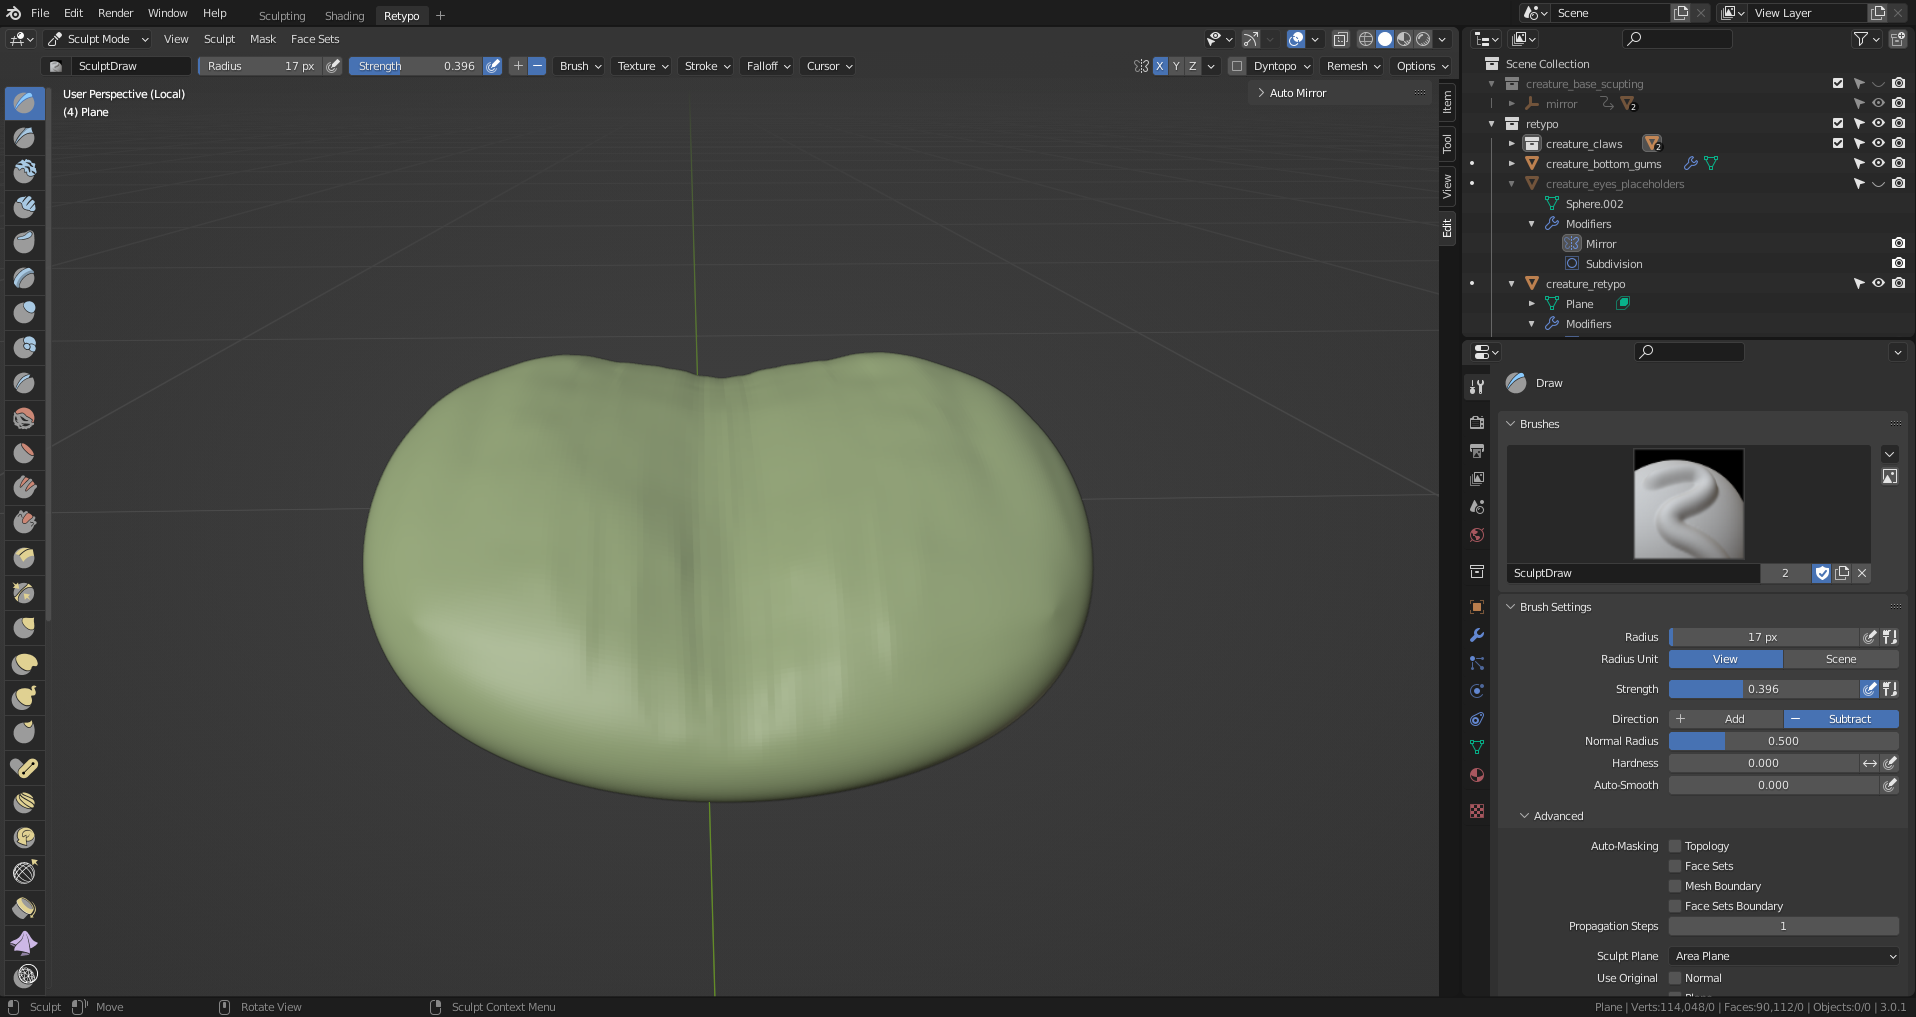 File Edit Render Window Help Sculpting Shading Retypo + Scene View Layer
Sculpt Mode View Sculpt Mask Face Sets
SculptDraw Radius 17 px Strength 0.396 + − Brush Texture Stroke Falloff Cursor X Y Z Dyntopo Remesh Options
User Perspective (Local)
(4) Plane
Auto Mirror
Item
Tool
View
Edit
Scene Collection
creature_base_scupting
mirror 2
retypo
creature_claws 2
creature_bottom_gums
creature_eyes_placeholders
Sphere.002
Modifiers
Mirror
Subdivision
creature_retypo
Plane
Modifiers
Draw
Brushes
SculptDraw 2
Brush Settings
Radius 17 px
Radius Unit View Scene
Strength 0.396
Direction + Add − Subtract
Normal Radius 0.500
Hardness 0.000
Auto-Smooth 0.000
Advanced
Auto-Masking Topology
Face Sets
Mesh Boundary
Face Sets Boundary
Propagation Steps 1
Sculpt Plane Area Plane
Use Original Normal
Sculpt Move Rotate View Sculpt Context Menu Plane | Verts:114,048/0 | Faces:90,112/0 | Objects:0/0 | 3.0.1